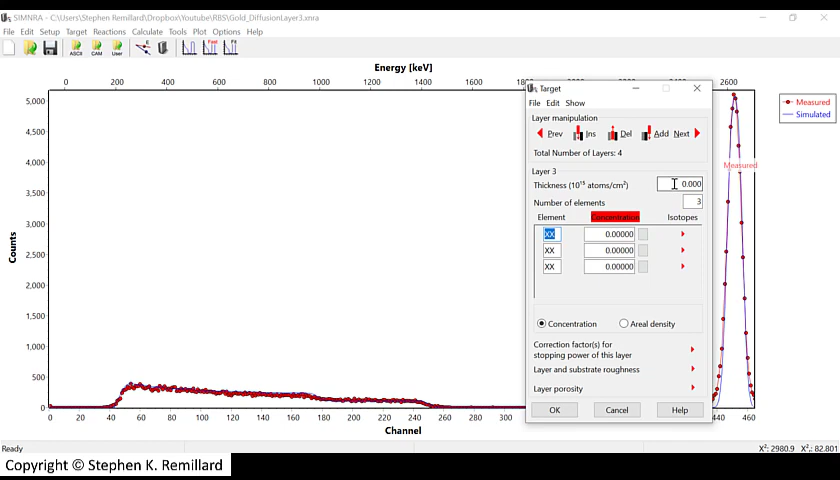 SIMNRA - C:\Users\Stephen Remillard\Dropbox\Youtube\RBS\Gold_DiffusionLayer3.xnra
File Edit Setup Target Reactions Calculate Tools Plot Options Help
ASCII CAM User E Fast Fit
Energy [keV]
0 200 400 600 800 1000 1200 1400 1600 2600
5,000
4,500
4,000
3,500
3,000
2,500
2,000
1,500
1,000
500
0
Counts
0 20 40 60 80 100 120 140 160 180 200 220 240 260 280 300 440 460
Channel
Measured
Simulated
Measured
Target
File Edit Show
Layer manipulation
Prev Ins Del Add Next
Total Number of Layers: 4
Layer 3
Thickness (10¹⁵ atoms/cm²) 0.000
Number of elements 3
Element Concentration Isotopes
XX 0.00000
XX 0.00000
XX 0.00000
Concentration Areal density
Correction factor(s) for
stopping power of this layer
Layer and substrate roughness
Layer porosity
OK Cancel Help
Ready X²: 2980.9 X²ᵣ: 82.801
Copyright © Stephen K. Remillard